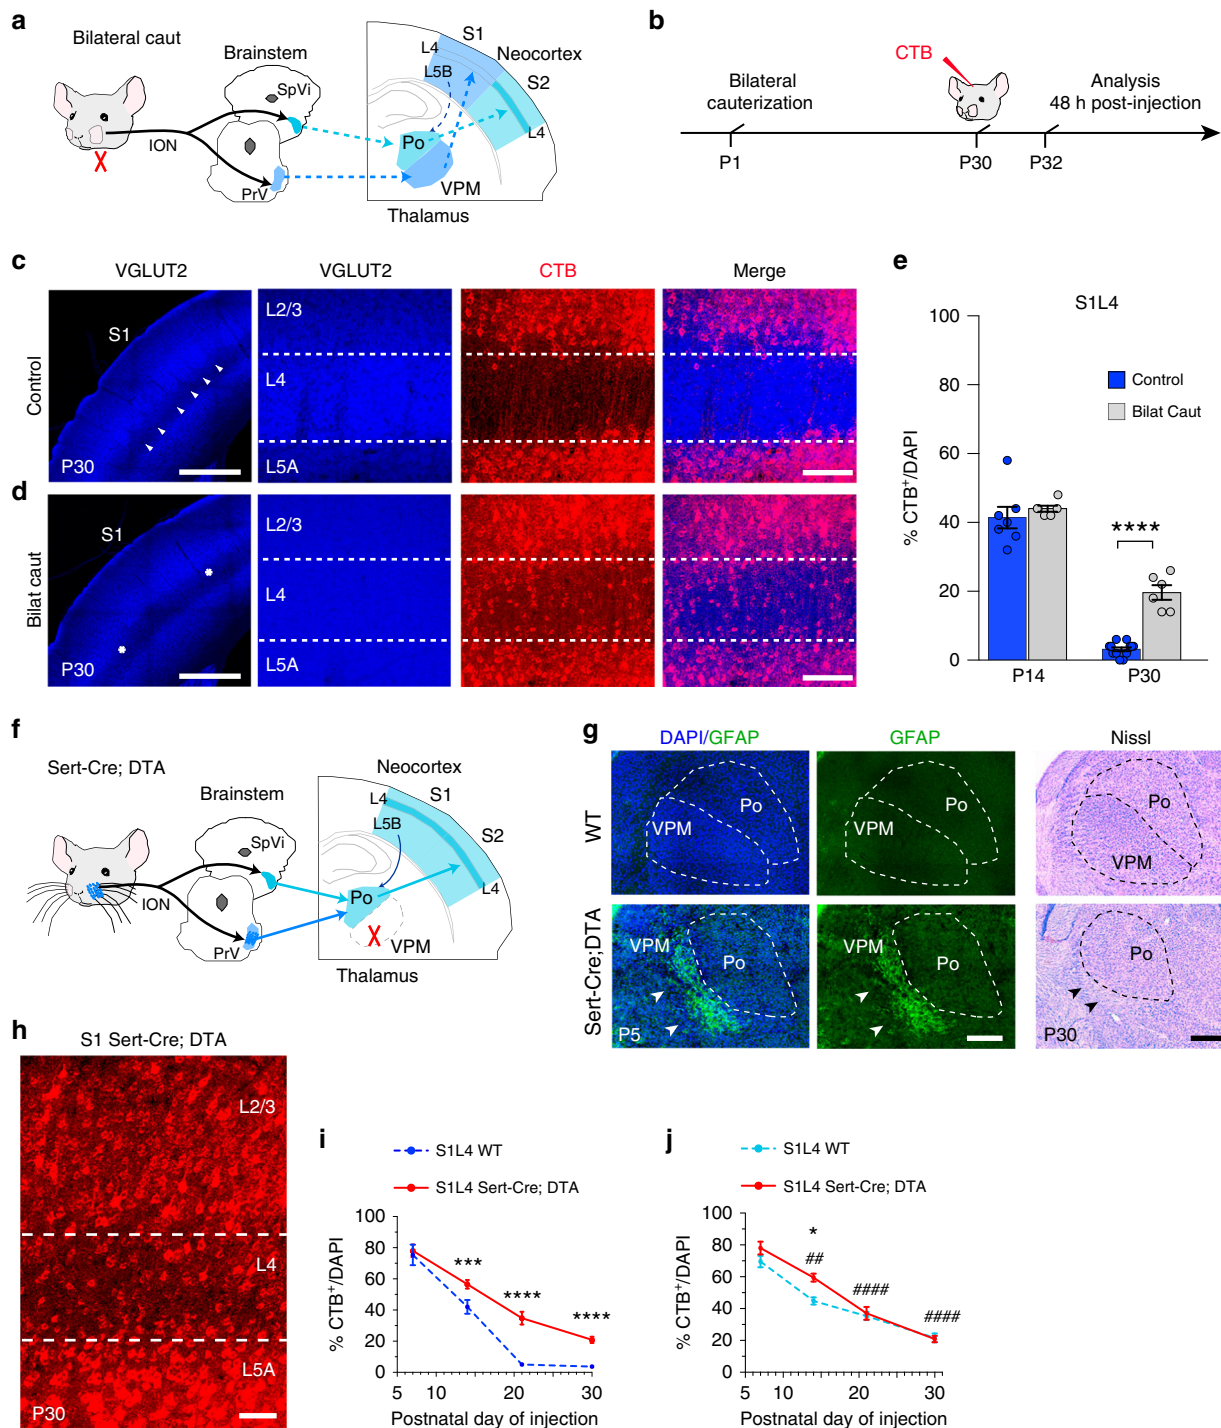 a
Bilateral caut
Brainstem
SpVi
ION
PrV
S1
L4
Neocortex
L5B
S2
L4
Po
VPM
Thalamus
b
CTB
Bilateral
cauterization
Analysis
48 h post-injection
P1
P30
P32
c
VGLUT2
VGLUT2
CTB
Merge
Control
S1
P30
L2/3
L4
L5A
d
Bilat caut
S1
*
*
P30
L2/3
L4
L5A
e
S1L4
% CTB+/DAPI
100
80
60
40
20
0
Control
Bilat Caut
****
P14
P30
f
Sert-Cre; DTA
Brainstem
SpVi
ION
PrV
Neocortex
S1
L4
L5B
S2
L4
Po
X
VPM
Thalamus
g
DAPI/GFAP
GFAP
Nissl
WT
VPM
Po
VPM
Po
Po
VPM
Sert-Cre;DTA
VPM
Po
P5
VPM
Po
Po
P30
h
S1 Sert-Cre; DTA
L2/3
L4
L5A
P30
i
S1L4 WT
S1L4 Sert-Cre; DTA
% CTB+/DAPI
100
80
60
40
20
0
***
****
****
5
10
20
30
Postnatal day of injection
j
S1L4 WT
S1L4 Sert-Cre; DTA
% CTB+/DAPI
100
80
60
40
20
0
*
##
####
####
5
10
20
30
Postnatal day of injection